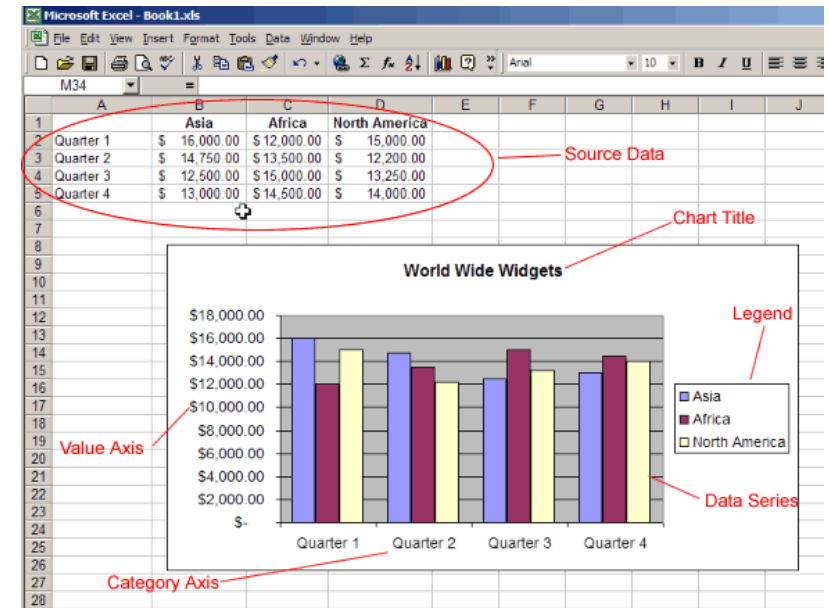 Microsoft Excel - Book1.xls
File Edit View Insert Format Tools Data Window Help
Arial 10 B I U
M34 =
A B C D E F G H I J
1 Asia Africa North America
2 Quarter 1 $ 16,000.00 $12,000.00 $ 15,000.00
3 Quarter 2 $ 14,750.00 $13,500.00 $ 12,200.00
4 Quarter 3 $ 12,500.00 $15,000.00 $ 13,250.00
5 Quarter 4 $ 13,000.00 $14,500.00 $ 14,000.00
Source Data
6
7
Chart Title
8
9
World Wide Widgets
10
11
12 $18,000.00
Legend
13 $16,000.00
14 $14,000.00
15
16 $12,000.00
Asia
17 $10,000.00
18 $8,000.00
Africa
19
Value Axis
North America
20 $6,000.00
21 $4,000.00
22 $2,000.00
Data Series
23
24 $-
25 Quarter 1 Quarter 2 Quarter 3 Quarter 4
26
27
Category Axis
28